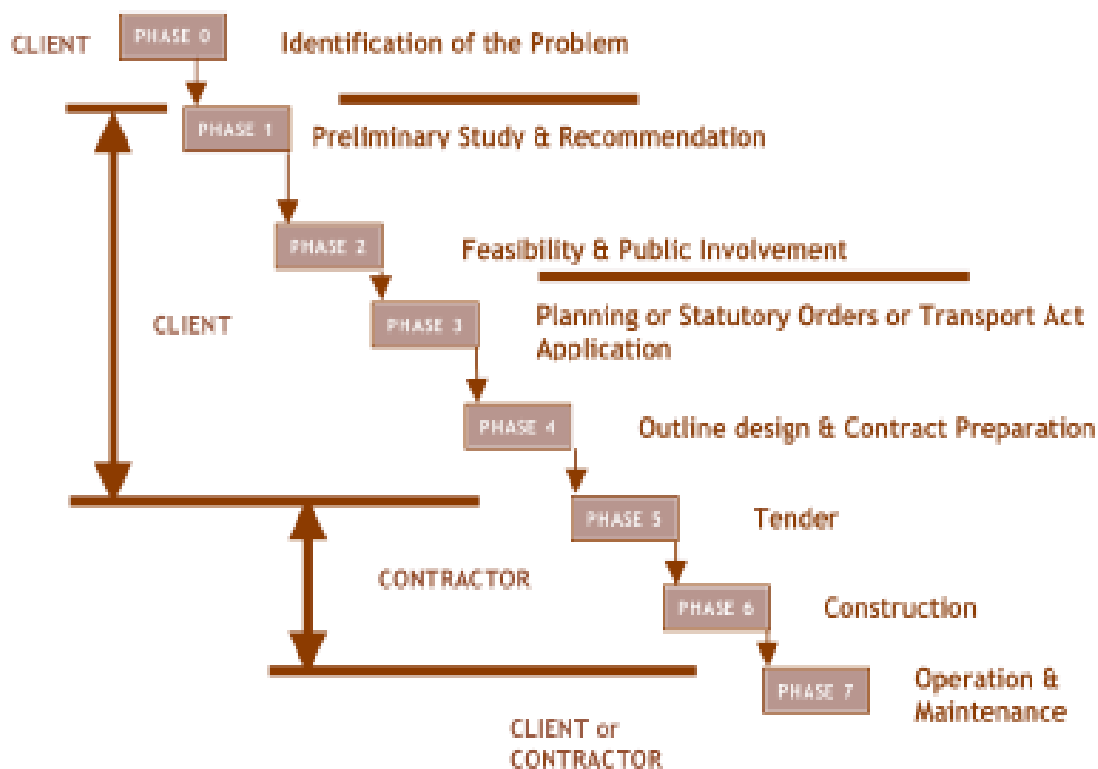 CLIENT
PHASE 0
Identification of the Problem
PHASE 1
Preliminary Study & Recommendation
PHASE 2
Feasibility & Public Involvement
CLIENT
PHASE 3
Planning or Statutory Orders or Transport Act
Application
PHASE 4
Outline design & Contract Preparation
PHASE 5
Tender
CONTRACTOR
PHASE 6
Construction
PHASE 7
Operation &
Maintenance
CLIENT or
CONTRACTOR